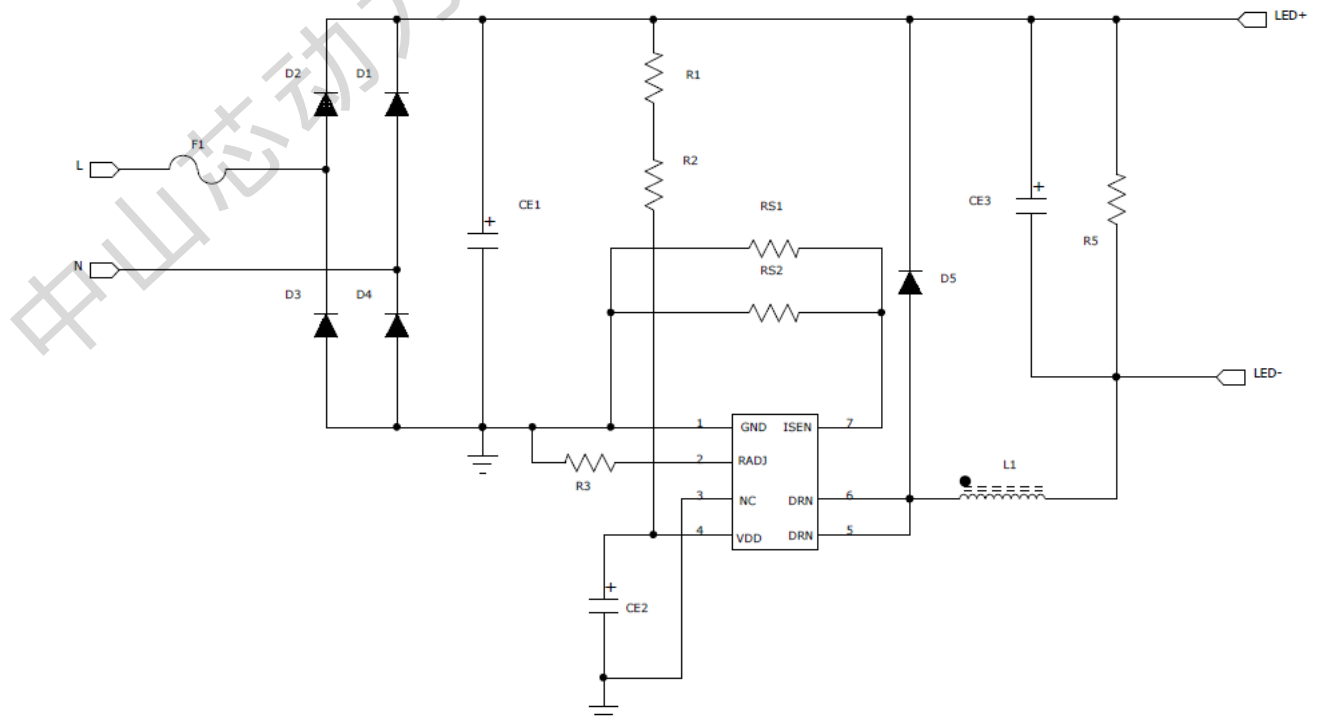 中山芯动力
LED+
D2 D1
R1
F1
L
R2
CE1
+
RS1
+
CE3
R5
N
RS2
D5
D3 D4
LED-
1 GND ISEN 7
2 RADJ
R3
L1
3 NC DRN 6
4 VDD DRN 5
+
CE2